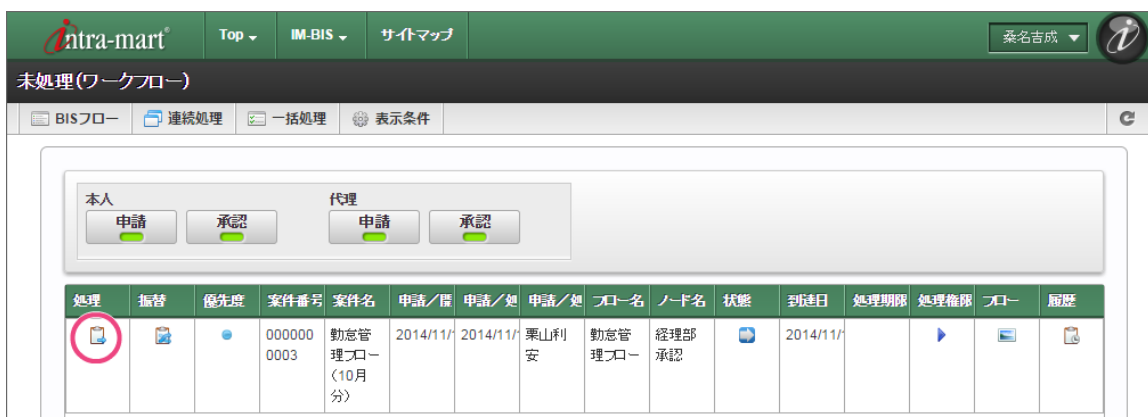 intra-mart® Top IM-BIS サイトマップ 桑名吉成
未処理(ワークフロー)
BISフロー 連続処理 一括処理 表示条件
本人 代理
申請 承認 申請 承認
処理 振替 優先度 案件番号 案件名 申請/開 申請/処 申請/処 フロー名 ノード名 状態 到達日 処理期限 処理権限 フロー 履歴
000000 勤怠管 2014/11/ 2014/11/ 栗山利 勤怠管 経理部 2014/11/
0003 理フロー 安 理フロー 承認
(10月
分)